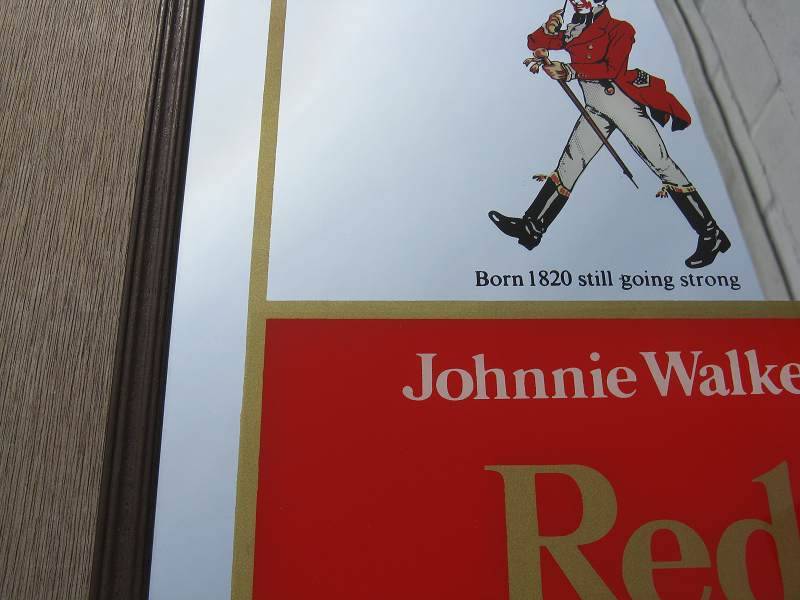 Born 1820 still going strong
Johnnie Walke
Red